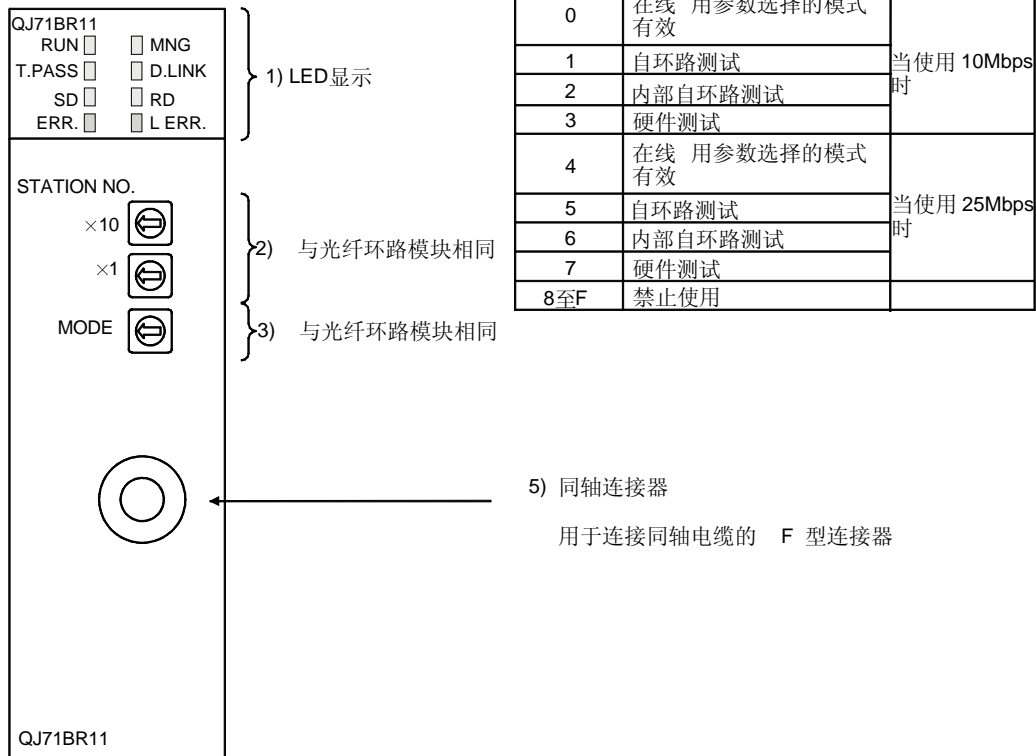 QJ71BR11
RUN MNG
T.PASS D.LINK
SD RD
ERR. L ERR.
1) LED显示
STATION NO.
×10
×1
2) 与光纤环路模块相同
MODE
3) 与光纤环路模块相同
5) 同轴连接器
用于连接同轴电缆的 F 型连接器
QJ71BR11
0 在线 用参数选择的模式
有效
1 自环路测试
2 内部自环路测试
3 硬件测试
当使用 10Mbps
时
4 在线 用参数选择的模式
有效
5 自环路测试
6 内部自环路测试
7 硬件测试
当使用 25Mbps
时
8至F 禁止使用